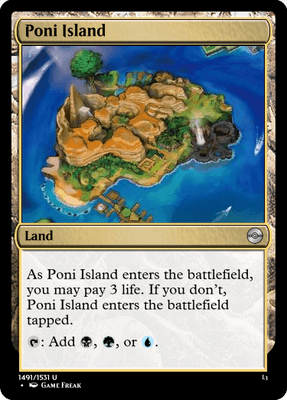 Poni Island
Land
As Poni Island enters the battlefield,
you may pay 3 life. If you don't,
Poni Island enters the battlefield
tapped.
: Add , , or .
1491/1531 U
• GAME FREAK